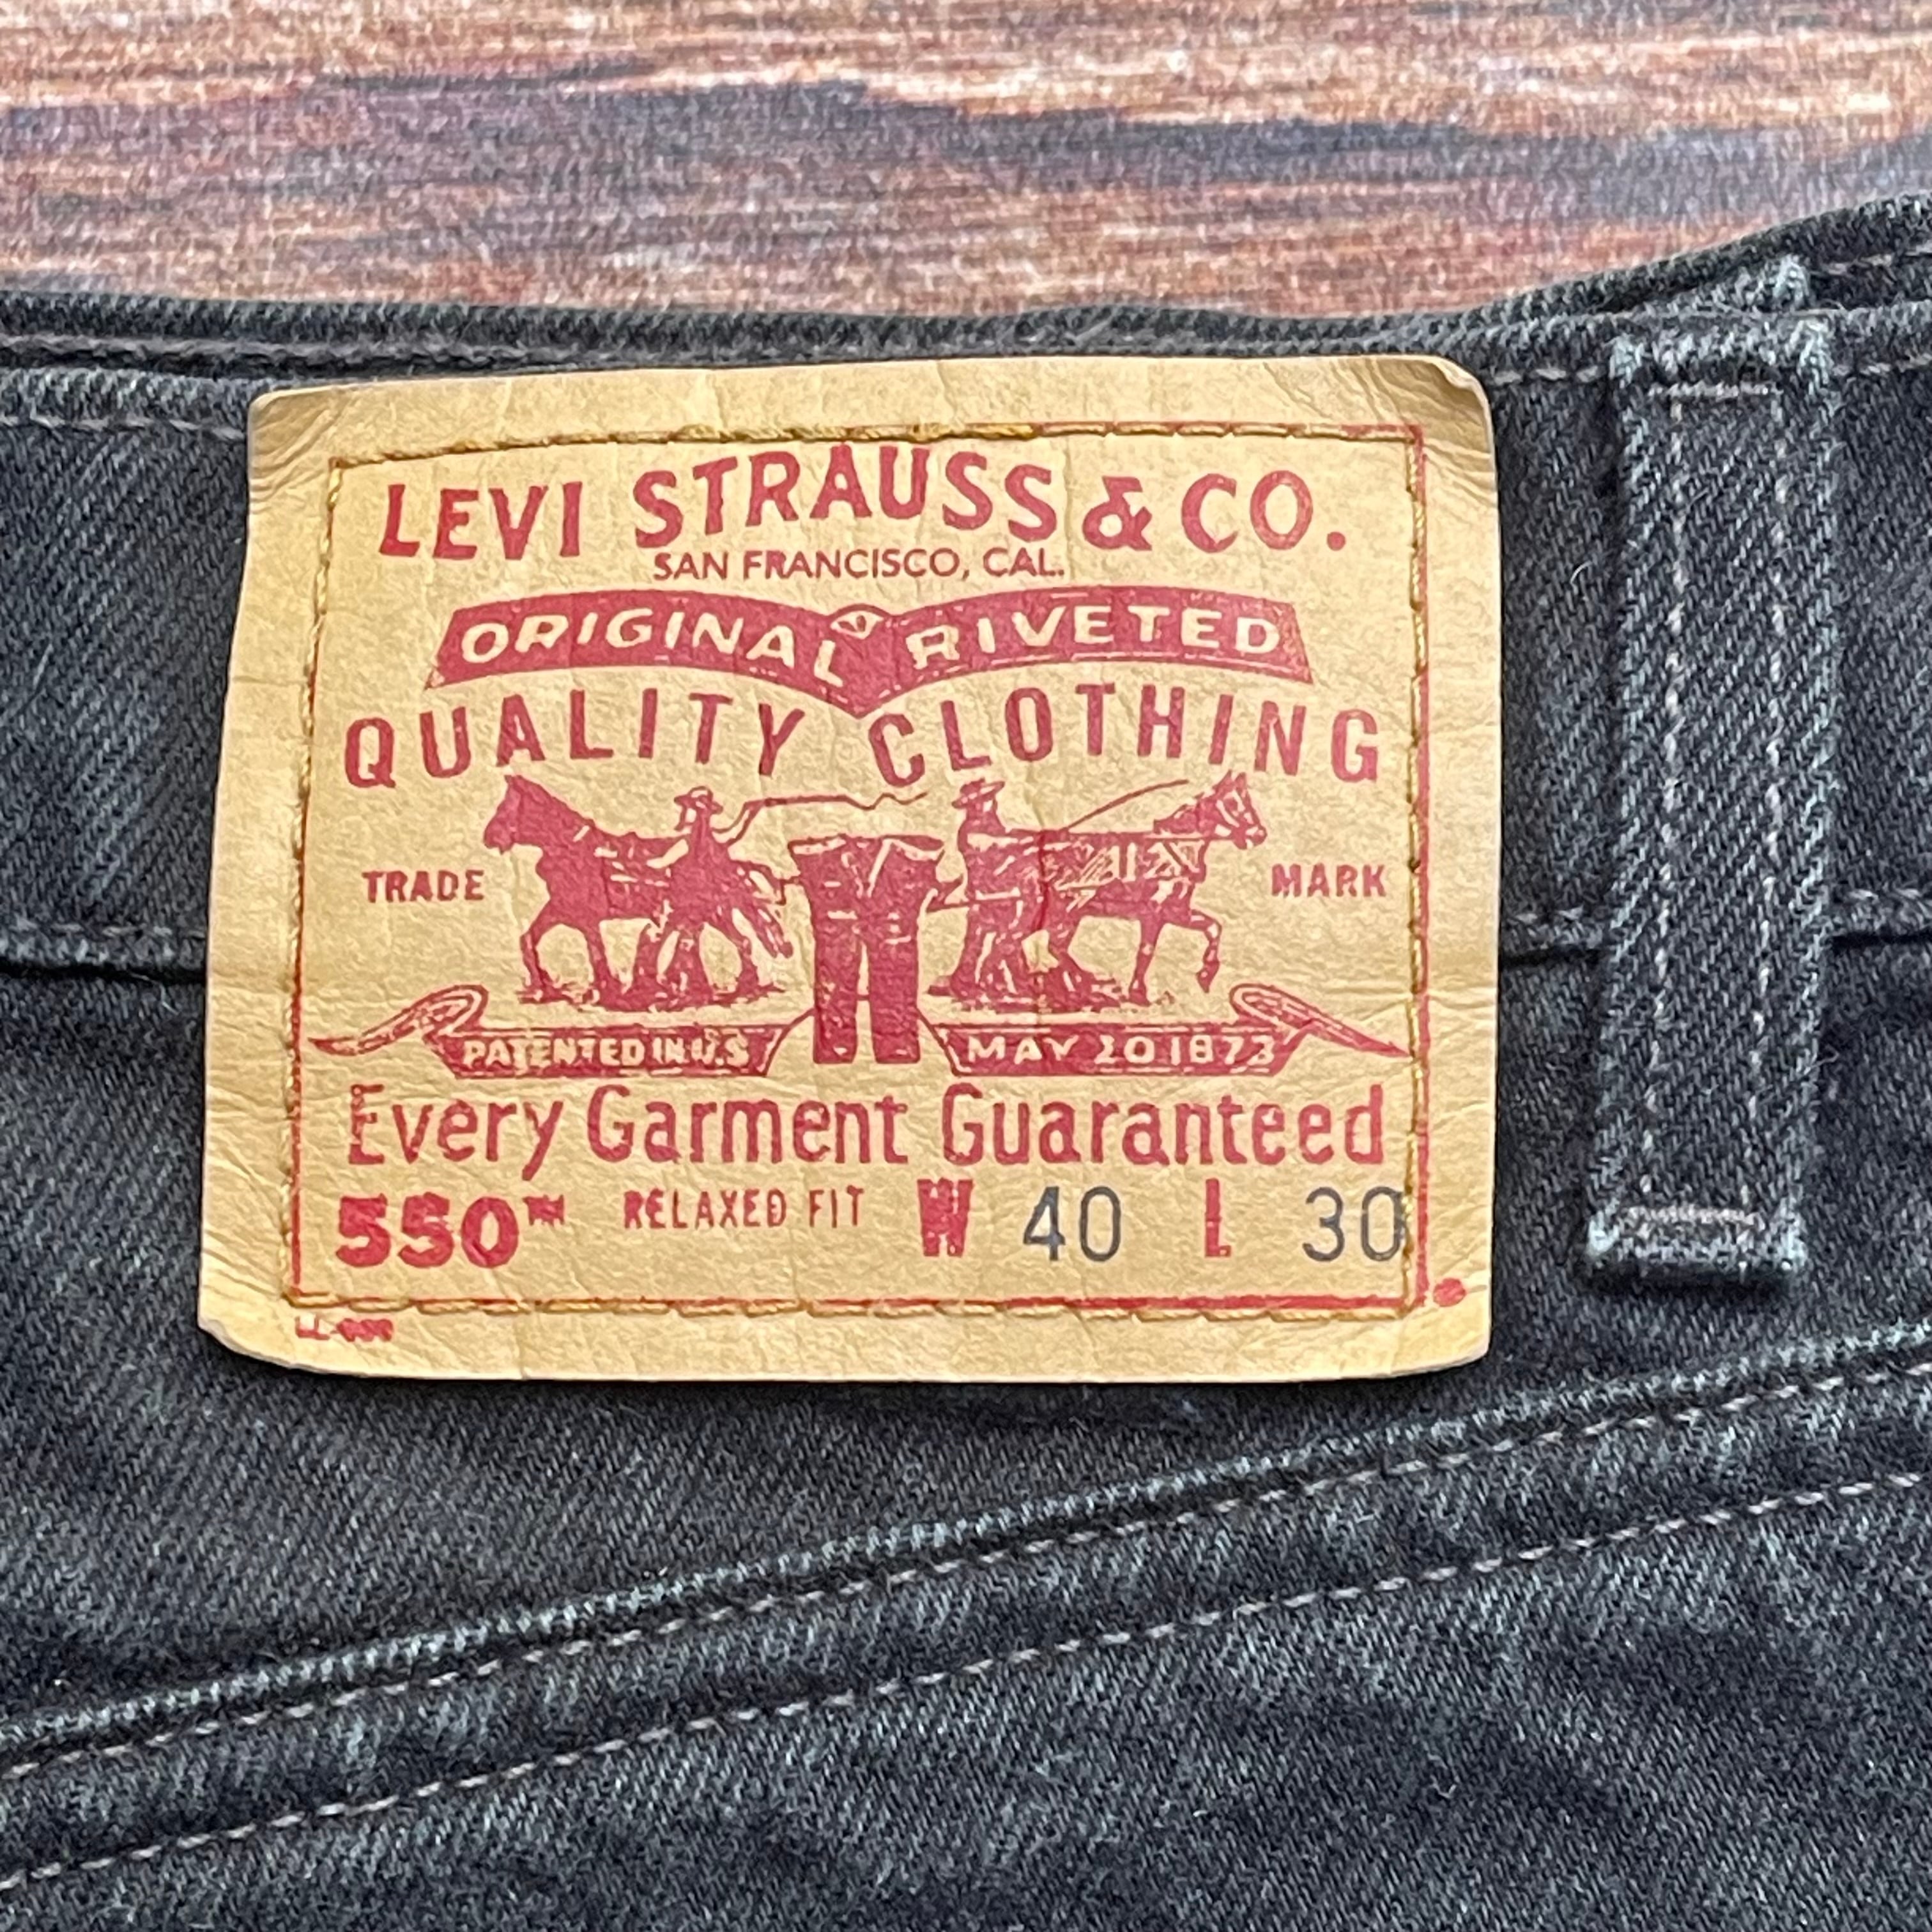 LEVI STRAUSS & CO.
SAN FRANCISCO, CAL.
ORIGINAL RIVETED
QUALITY CLOTHING
TRADE MARK
PATENTED IN U.S MAY 20 1873
Every Garment Guaranteed
550™ RELAXED FIT W 40 L 30